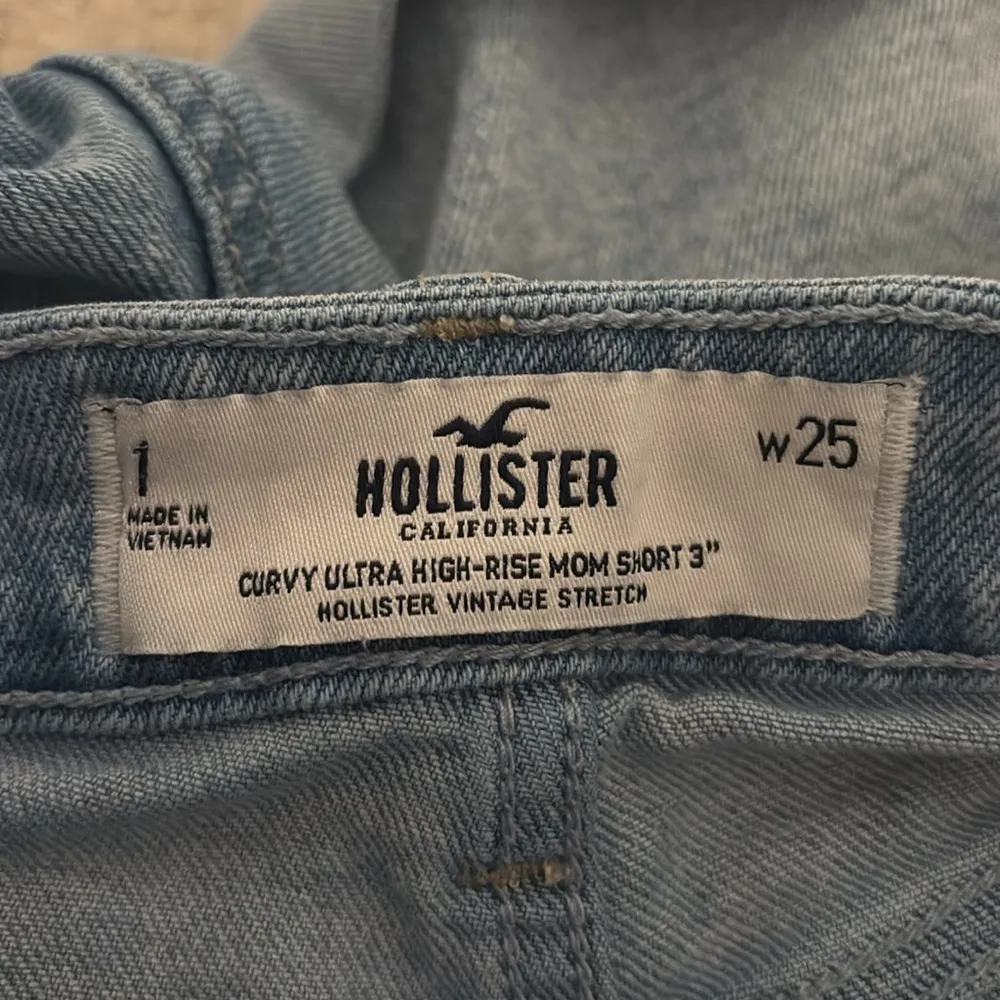 1
MADE IN
VIETNAM
HOLLISTER
CALIFORNIA
W25
CURVY ULTRA HIGH-RISE MOM SHORT 3"
HOLLISTER VINTAGE STRETCH